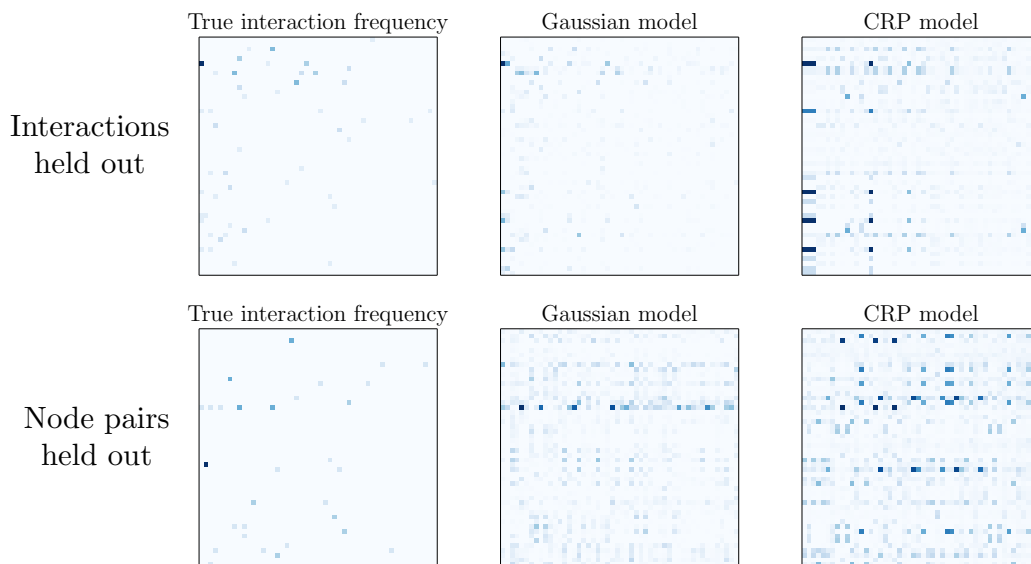 True interaction frequency
Gaussian model
CRP model
Interactions
held out
True interaction frequency
Gaussian model
CRP model
Node pairs
held out